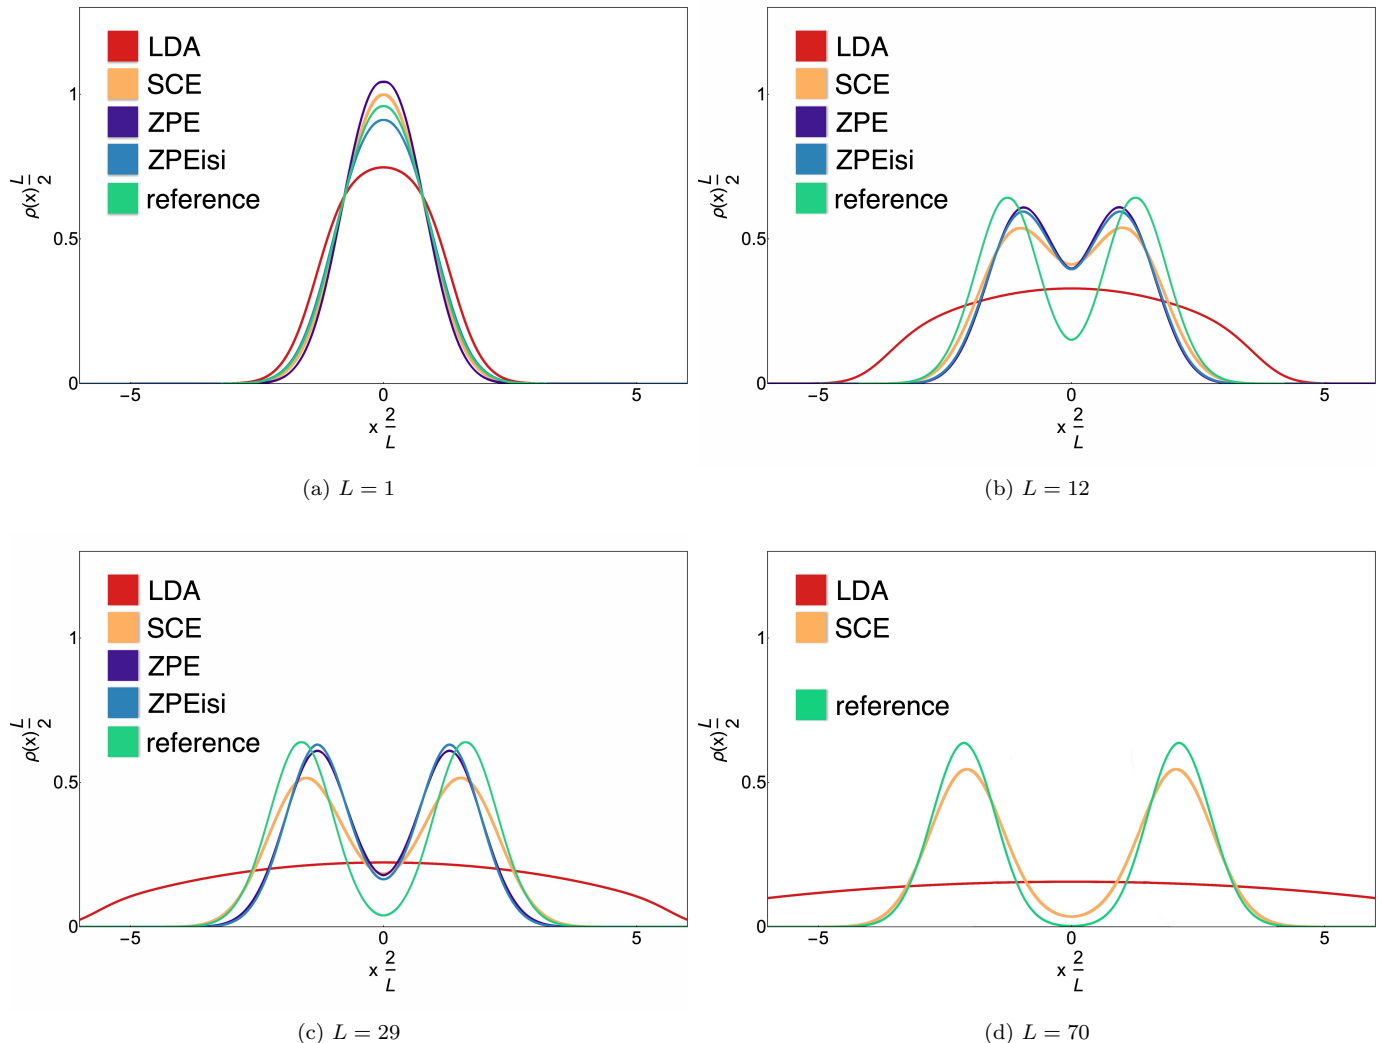 LDA
SCE
ZPE
ZPEisi
reference
1
0.5
0
ρ(x) L/2
−5
0
5
x 2/L
(a) L = 1
LDA
SCE
ZPE
ZPEisi
reference
1
0.5
0
ρ(x) L/2
−5
0
5
x 2/L
(b) L = 12
LDA
SCE
ZPE
ZPEisi
reference
1
0.5
0
ρ(x) L/2
−5
0
5
x 2/L
(c) L = 29
LDA
SCE
reference
1
0.5
0
ρ(x) L/2
−5
0
5
x 2/L
(d) L = 70